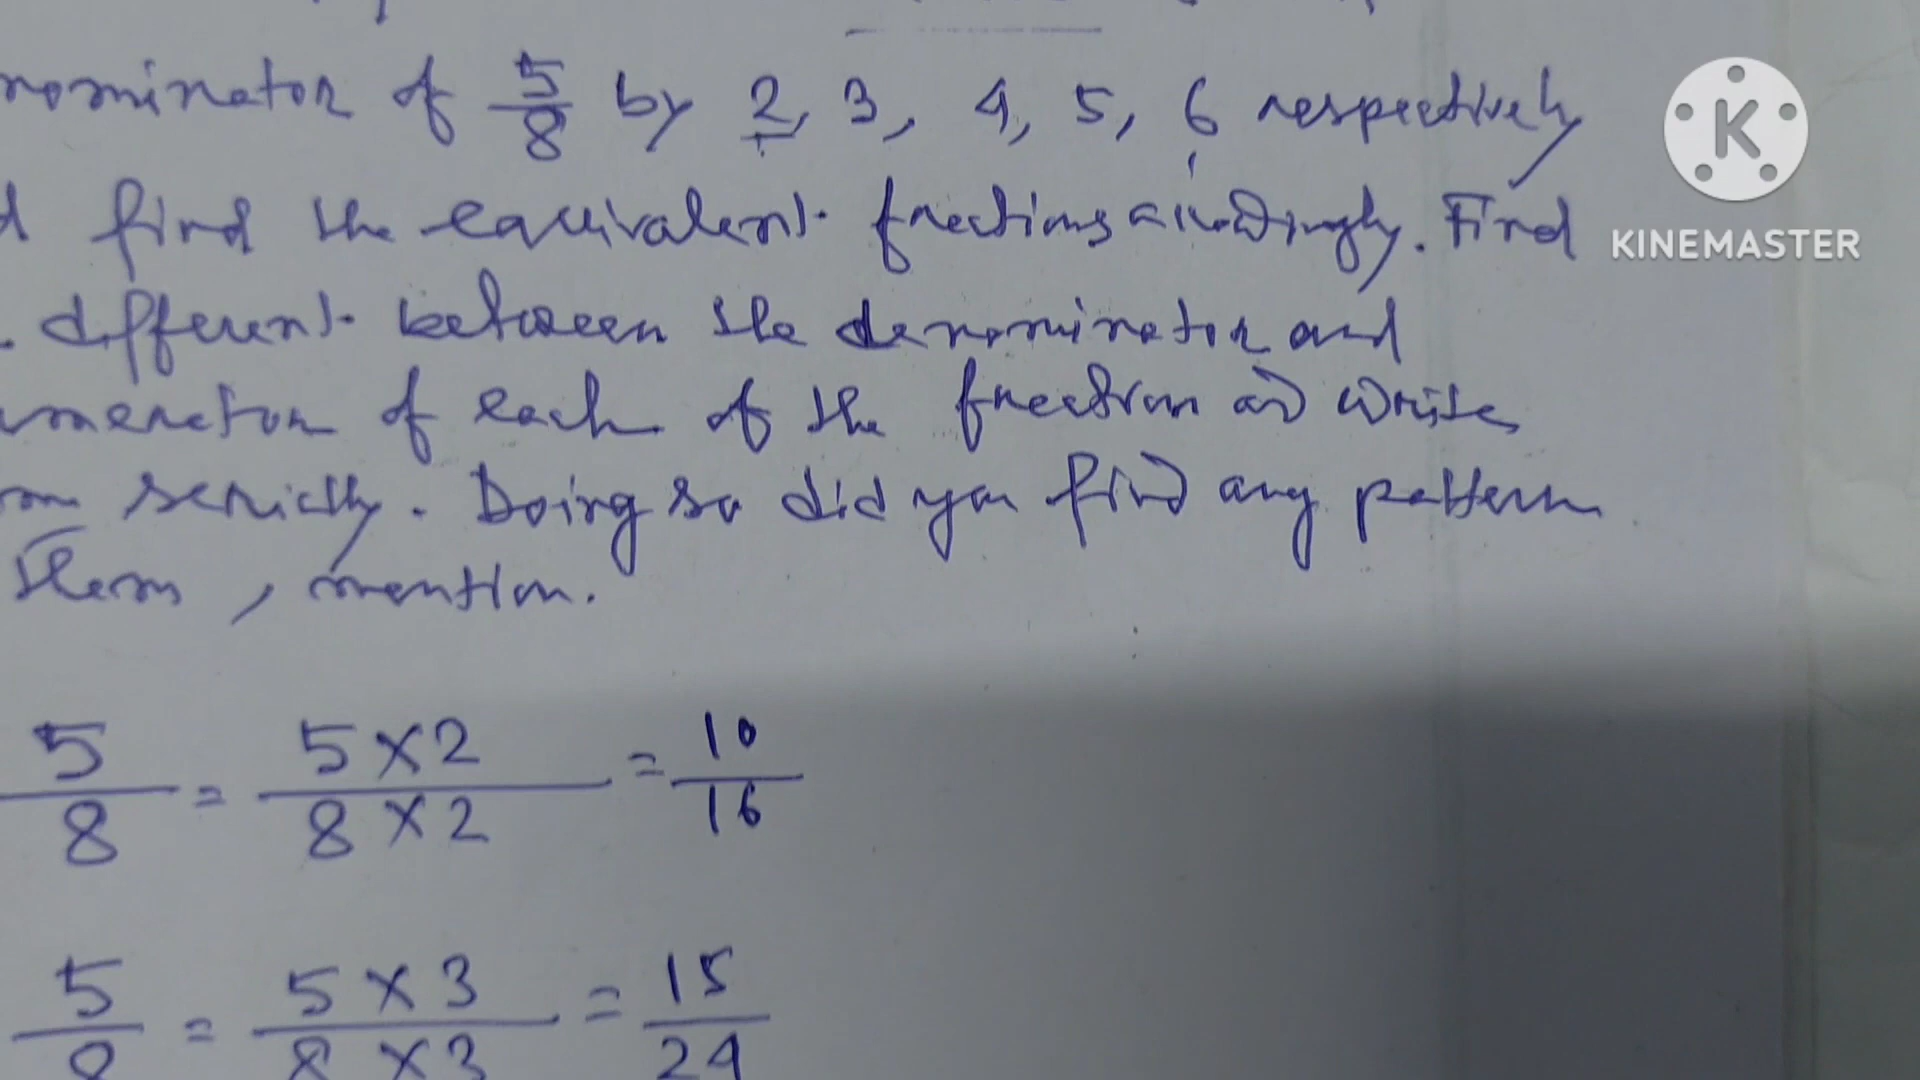 nominator of 5/8 by 2, 3, 4, 5, 6 respectively
d find the equivalent fractions accordingly. Find
different between the denominator and
umerator of each of the fraction and write
serially. Doing so did you find any pattern
them, mention.
5/8 = 5 × 2 / 8 × 2 = 10/16
5/8 = 5 × 3 / 8 × 3 = 15/24
K
KINEMASTER